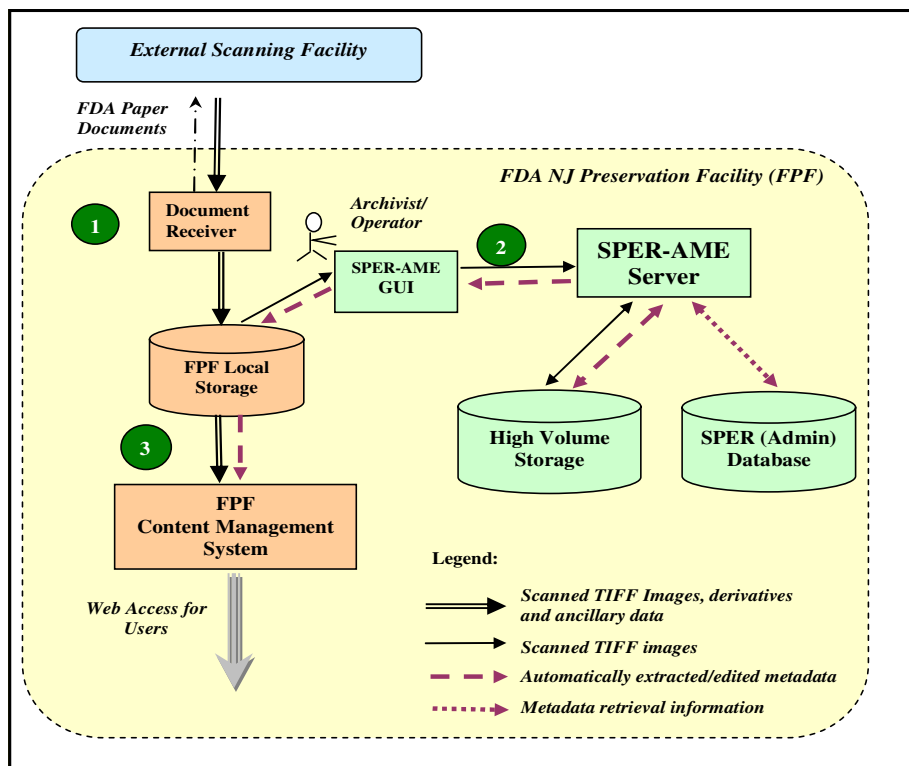 External Scanning Facility
FDA Paper
Documents
FDA NJ Preservation Facility (FPF)
1
Document
Receiver
Archivist/
Operator
2
SPER-AME
GUI
SPER-AME
Server
FPF Local
Storage
High Volume
Storage
SPER (Admin)
Database
3
FPF
Content Management
System
Web Access for
Users
Legend:
Scanned TIFF Images, derivatives
and ancillary data
Scanned TIFF images
Automatically extracted/edited metadata
Metadata retrieval information